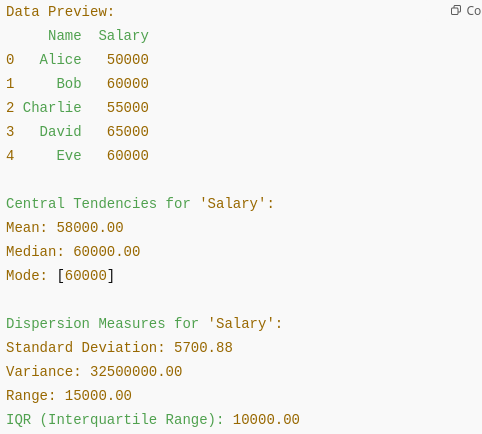 Data Preview:
Co
Name  Salary
0   Alice   50000
1     Bob   60000
2 Charlie  55000
3   David   65000
4     Eve   60000
Central Tendencies for 'Salary':
Mean: 58000.00
Median: 60000.00
Mode: [60000]
Dispersion Measures for 'Salary':
Standard Deviation: 5700.88
Variance: 32500000.00
Range: 15000.00
IQR (Interquartile Range): 10000.00